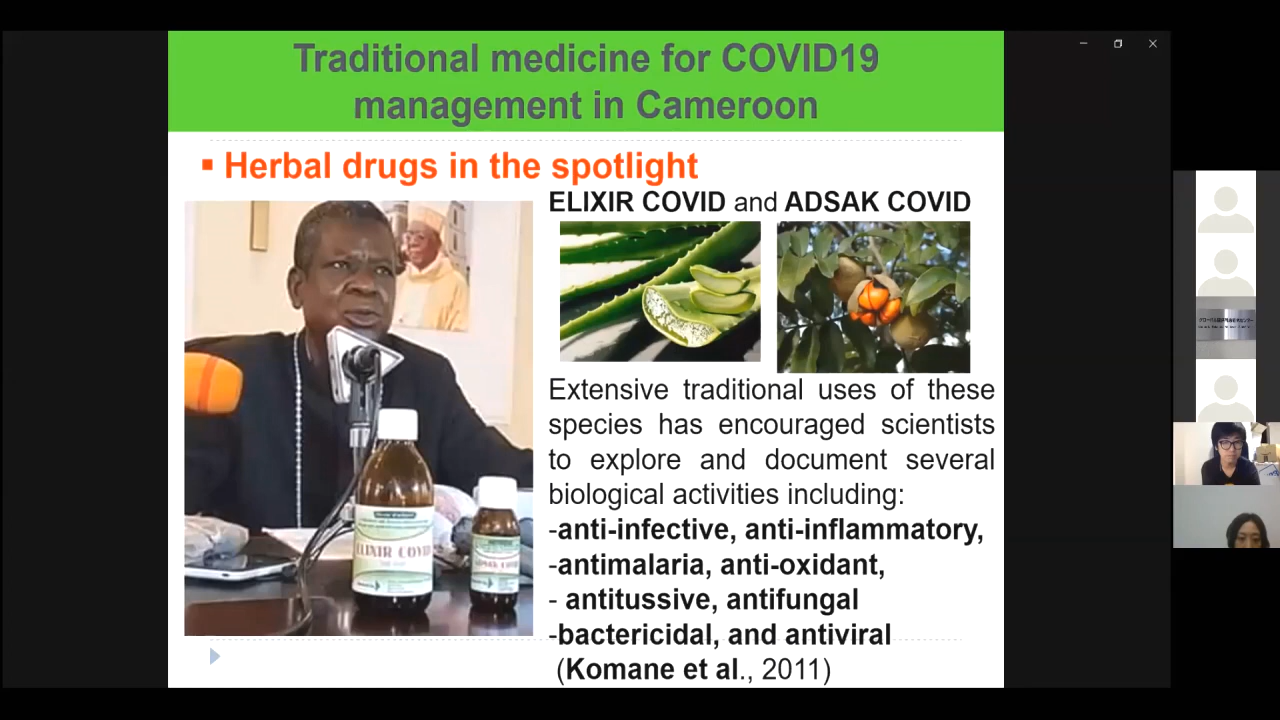 Traditional medicine for COVID19
management in Cameroon
Herbal drugs in the spotlight
ELIXIR COVID and ADSAK COVID
Extensive traditional uses of these
species has encouraged scientists
to explore and document several
biological activities including:
-anti-infective, anti-inflammatory,
-antimalaria, anti-oxidant,
- antitussive, antifungal
-bactericidal, and antiviral
(Komane et al., 2011)
ELIXIR COVID
ADSAK COVID